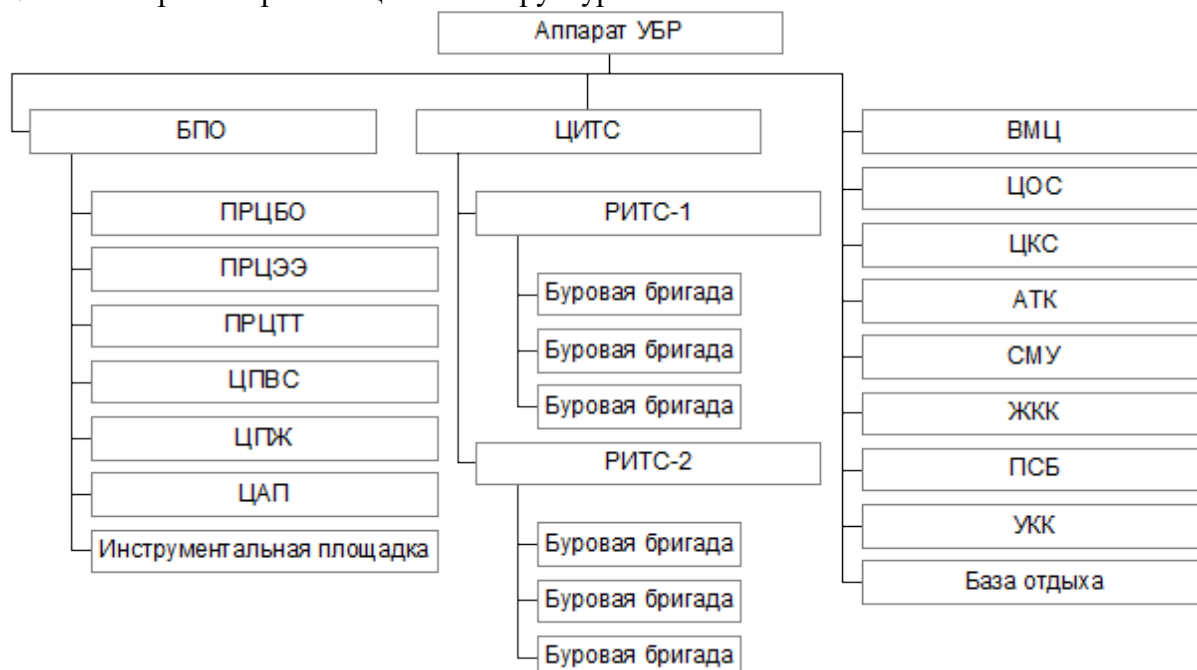 Аппарат УБР
БПО
ПРЦБО
ПРЦЭЭ
ПРЦТТ
ЦПВС
ЦПЖ
ЦАП
Инструментальная площадка
ЦИТС
РИТС-1
Буровая бригада
Буровая бригада
Буровая бригада
РИТС-2
Буровая бригада
Буровая бригада
Буровая бригада
ВМЦ
ЦОС
ЦКС
АТК
СМУ
ЖКК
ПСБ
УКК
База отдыха